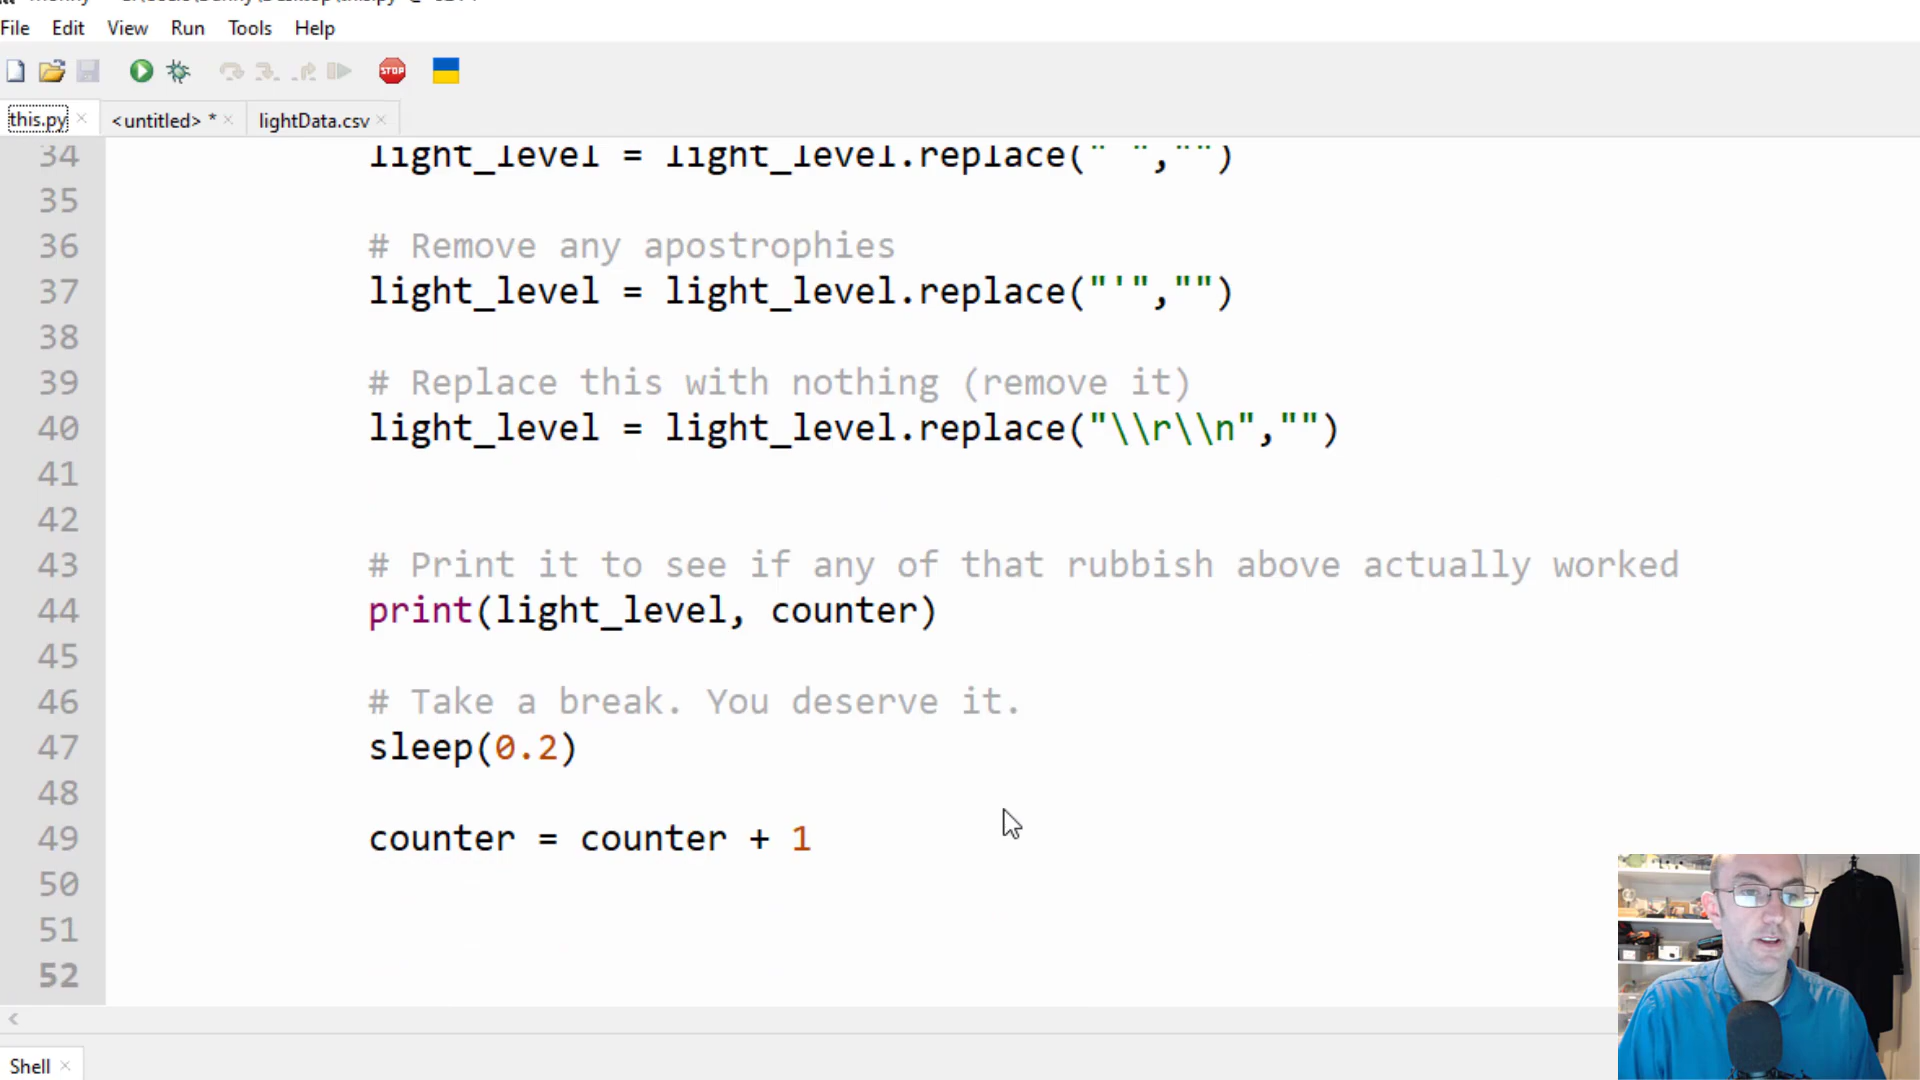 File Edit View Run Tools Help
STOP
this.py <untitled> * lightData.csv
34 light_level = light_level.replace(" ","")
35
36 # Remove any apostrophies
37 light_level = light_level.replace("'","")
38
39 # Replace this with nothing (remove it)
40 light_level = light_level.replace("\\r\\n","")
41
42
43 # Print it to see if any of that rubbish above actually worked
44 print(light_level, counter)
45
46 # Take a break. You deserve it.
47 sleep(0.2)
48
49 counter = counter + 1
50
51
52
Shell